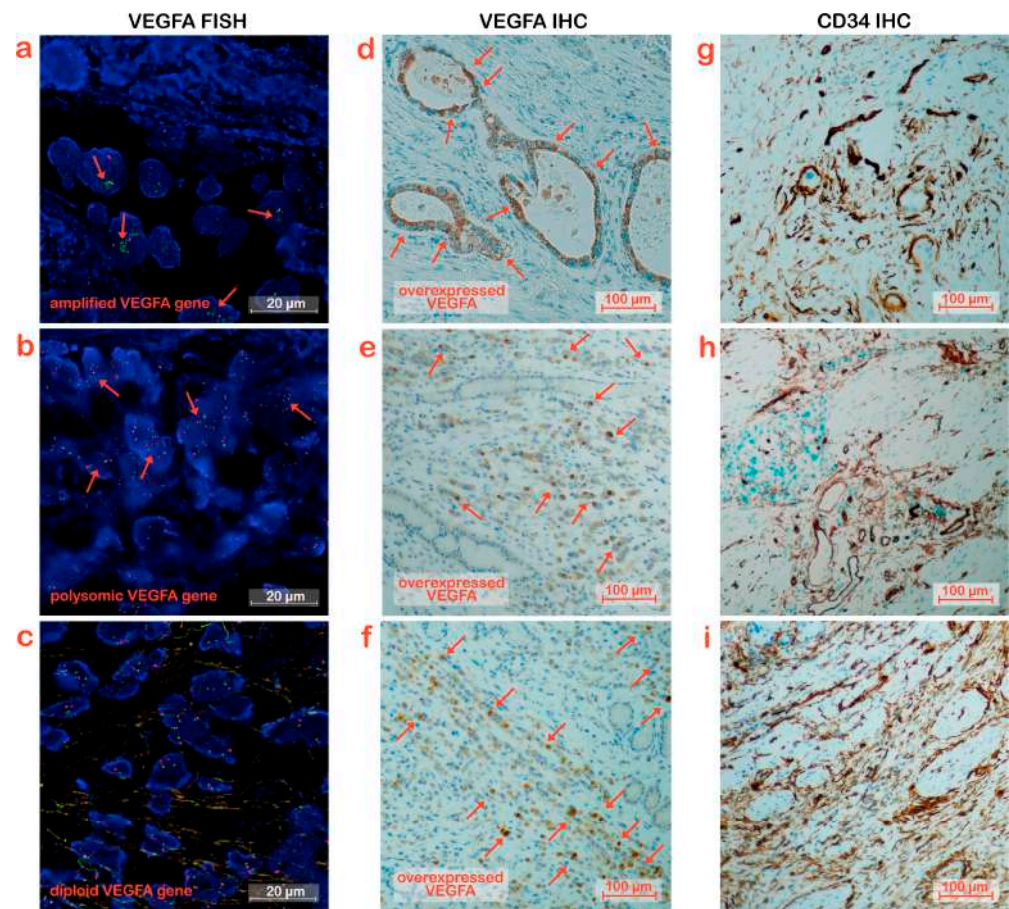 VEGFA FISH
VEGFA IHC
CD34 IHC
a
amplified VEGFA gene
20 µm
d
overexpressed
VEGFA
100 µm
g
100 µm
b
polysomic VEGFA gene
20 µm
e
overexpressed
VEGFA
100 µm
h
100 µm
c
diploid VEGFA gene
20 µm
f
overexpressed
VEGFA
100 µm
i
100 µm